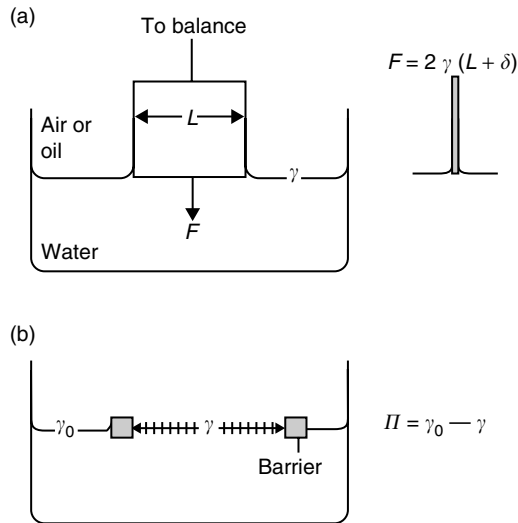 (a)
To balance
F = 2 γ (L + δ)
L
Air or
oil
γ
F
Water
(b)
γ0
γ
Π = γ0 — γ
Barrier